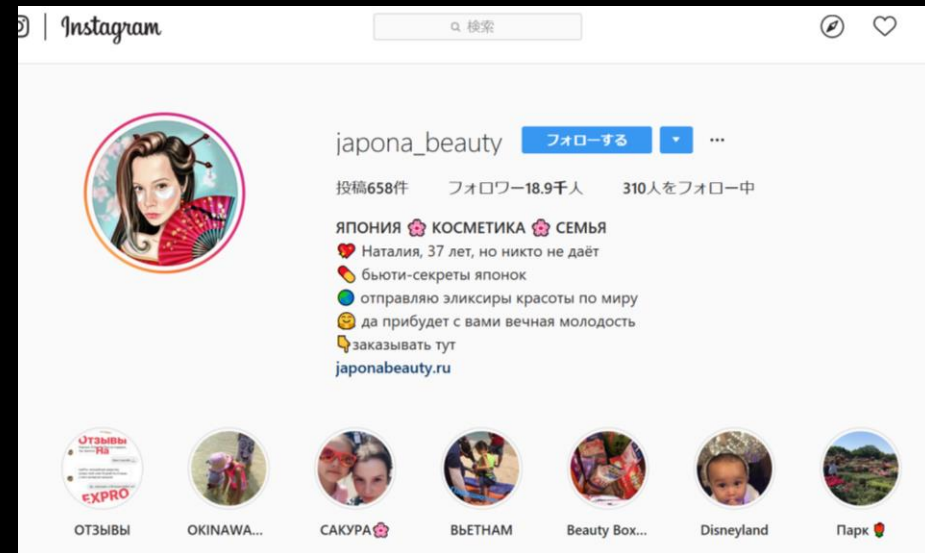 Instagram
検索
japona_beauty フォローする
投稿658件 フォロワー18.9千人 310人をフォロー中
ЯПОНИЯ 🌸 КОСМЕТИКА 🌸 СЕМЬЯ
💖 Наталия, 37 лет, но никто не даёт
💊 бьюти-секреты японок
🌏 отправляю эликсиры красоты по миру
🤗 да прибудет с вами вечная молодость
👇заказывать тут
japonabeauty.ru
ОТЗЫВЫ
На
EXPRO
ОТЗЫВЫ OKINAWA... САКУРА🌸 ВЬЕТНАМ Beauty Box... Disneyland Парк🌹